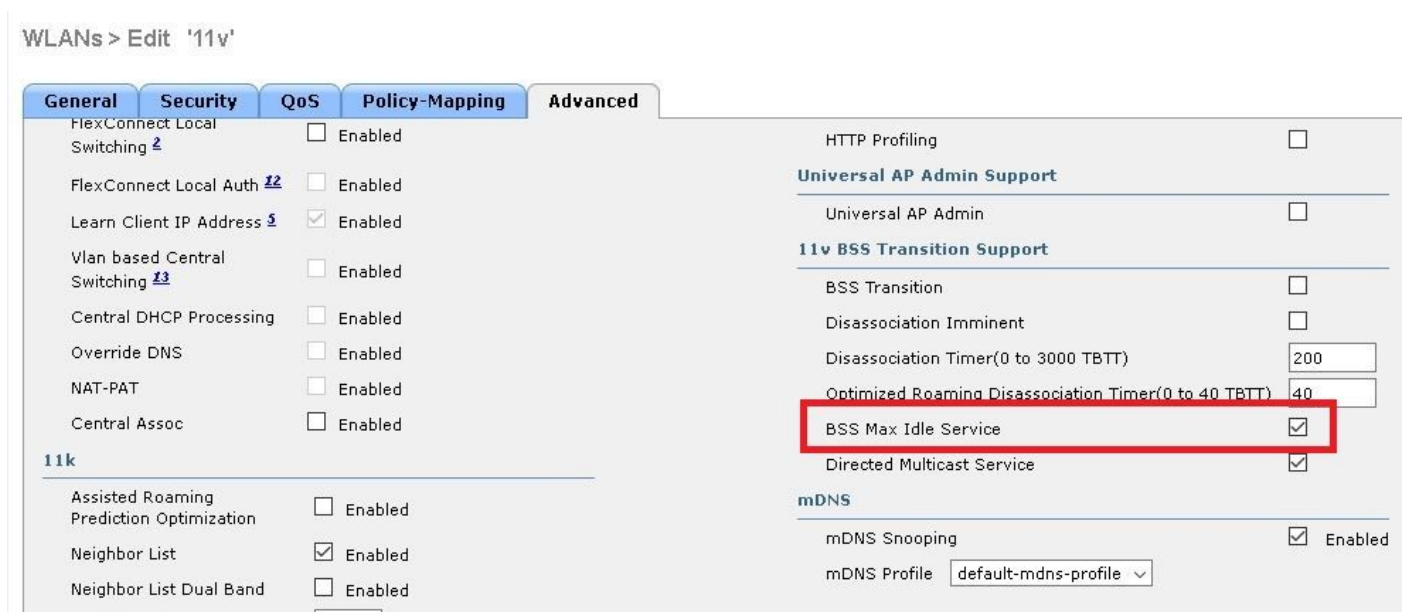 WLANs > Edit '11v'
General Security QoS Policy-Mapping Advanced
FlexConnect Local
Switching 2
Enabled
FlexConnect Local Auth 12
Enabled
Learn Client IP Address 5
Enabled
Vlan based Central
Switching 13
Enabled
Central DHCP Processing
Enabled
Override DNS
Enabled
NAT-PAT
Enabled
Central Assoc
Enabled
11k
Assisted Roaming
Prediction Optimization
Enabled
Neighbor List
Enabled
Neighbor List Dual Band
Enabled
HTTP Profiling
Universal AP Admin Support
Universal AP Admin
11v BSS Transition Support
BSS Transition
Disassociation Imminent
Disassociation Timer(0 to 3000 TBTT) 200
Optimized Roaming Disassociation Timer(0 to 40 TBTT) 40
BSS Max Idle Service
Directed Multicast Service
mDNS
mDNS Snooping
Enabled
mDNS Profile default-mdns-profile